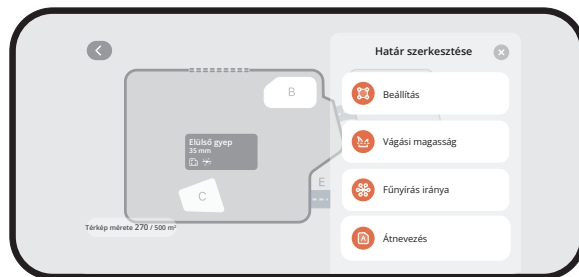 Határ szerkesztése
B
Beállítás
Elülső gyep
35 mm
Vágási magasság
E
C
Fűnyírás iránya
Térkép mérete 270 / 500 m²
A
Átnevezés